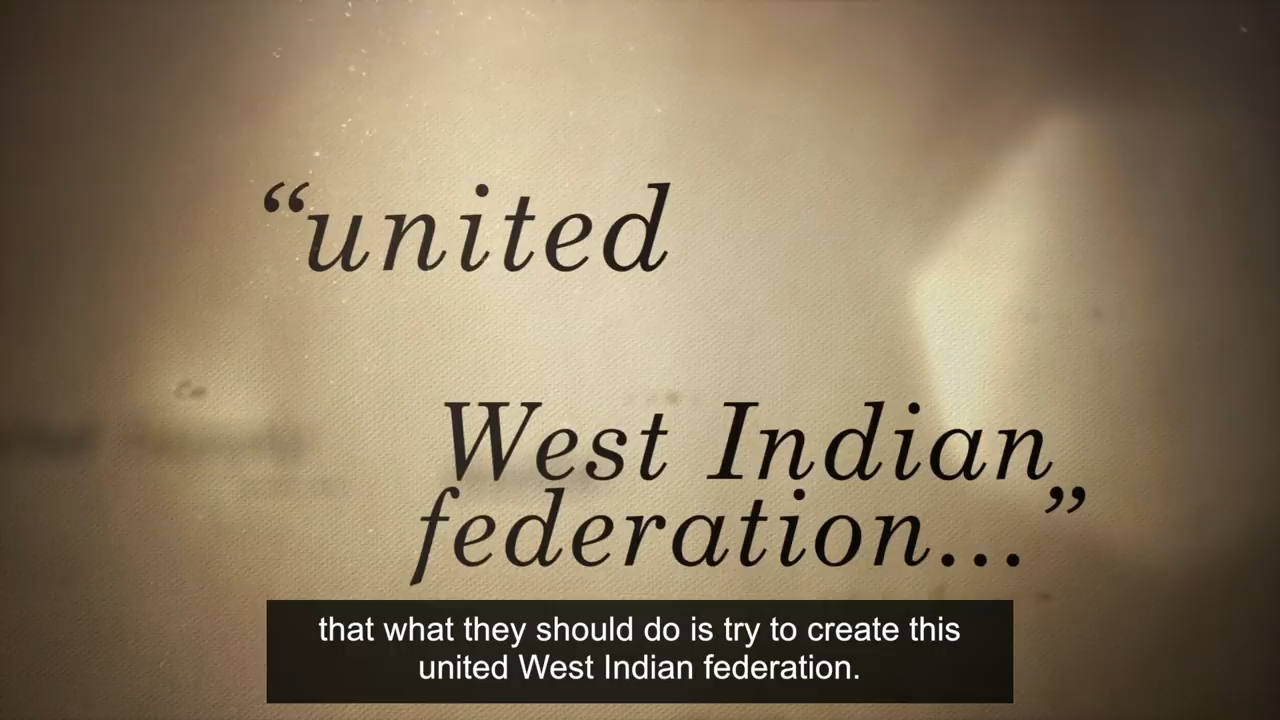 “united
West Indian
federation...”
that what they should do is try to create this
united West Indian federation.